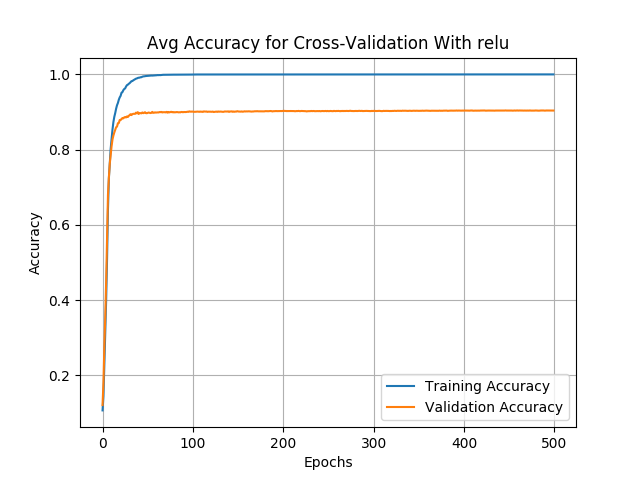 Avg Accuracy for Cross-Validation With relu
1.0
0.8
0.6
0.4
0.2
Accuracy
Training Accuracy
Validation Accuracy
0 100 200 300 400 500
Epochs